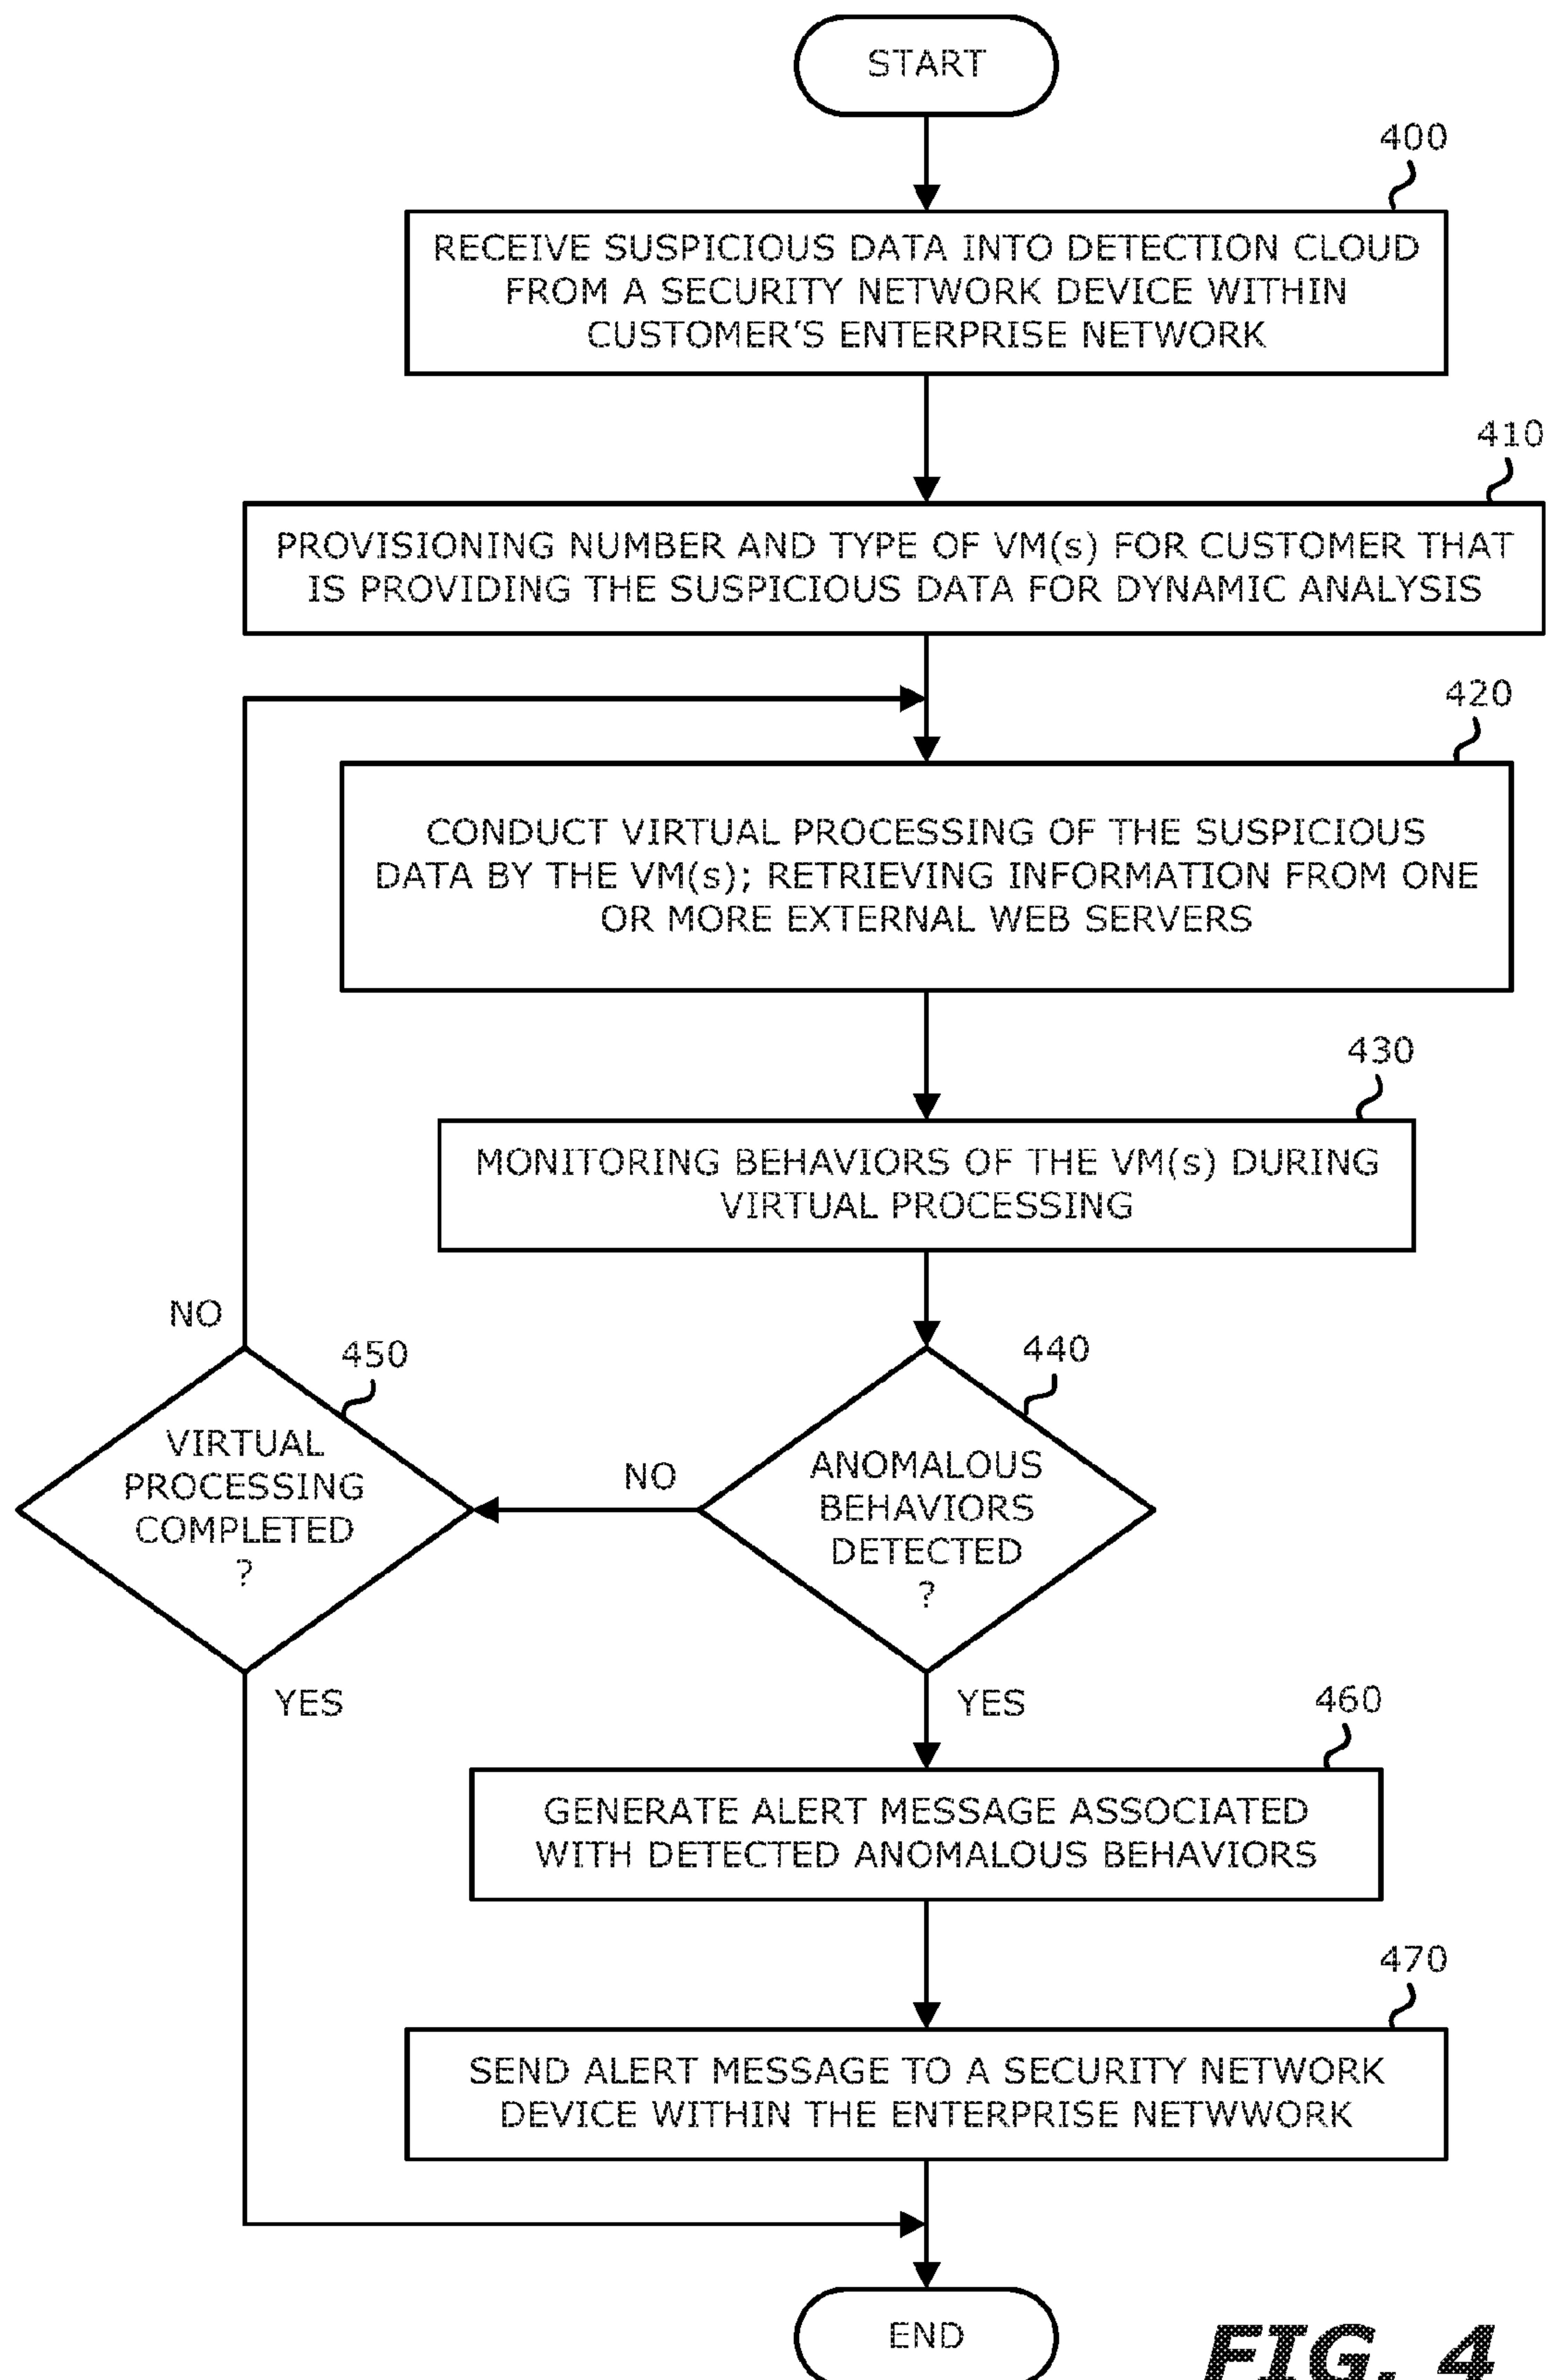 START
400
RECEIVE SUSPICIOUS DATA INTO DETECTION CLOUD
FROM A SECURITY NETWORK DEVICE WITHIN
CUSTOMER'S ENTERPRISE NETWORK
410
PROVISIONING NUMBER AND TYPE OF VM(s) FOR CUSTOMER THAT
IS PROVIDING THE SUSPICIOUS DATA FOR DYNAMIC ANALYSIS
420
CONDUCT VIRTUAL PROCESSING OF THE SUSPICIOUS
DATA BY THE VM(s); RETRIEVING INFORMATION FROM ONE
OR MORE EXTERNAL WEB SERVERS
430
MONITORING BEHAVIORS OF THE VM(s) DURING
VIRTUAL PROCESSING
NO
450
VIRTUAL
PROCESSING
COMPLETED
?
NO
440
ANOMALOUS
BEHAVIORS
DETECTED
?
YES
YES
460
GENERATE ALERT MESSAGE ASSOCIATED
WITH DETECTED ANOMALOUS BEHAVIORS
470
SEND ALERT MESSAGE TO A SECURITY NETWORK
DEVICE WITHIN THE ENTERPRISE NETWWORK
END
FIG. 4